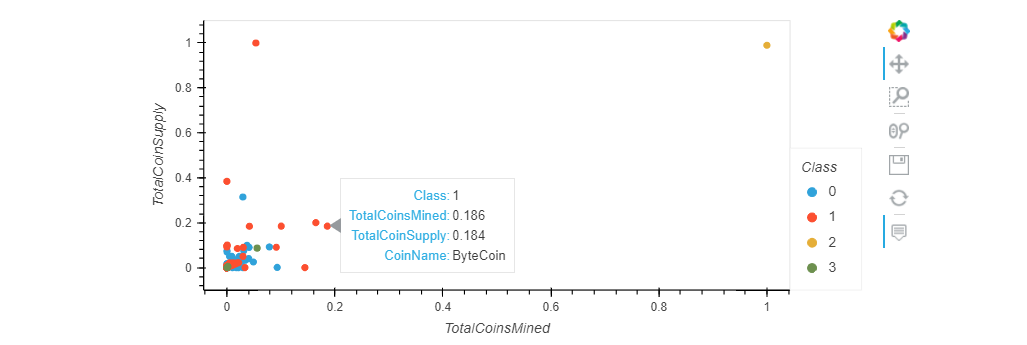 TotalCoinSupply
1
0.8
0.6
0.4
0.2
0
0
0.2
0.4
0.6
0.8
1
TotalCoinsMined
Class: 1
TotalCoinsMined: 0.186
TotalCoinSupply: 0.184
CoinName: ByteCoin
Class
0
1
2
3